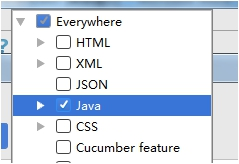 Everywhere
HTML
XML
JSON
Java
CSS
Cucumber feature